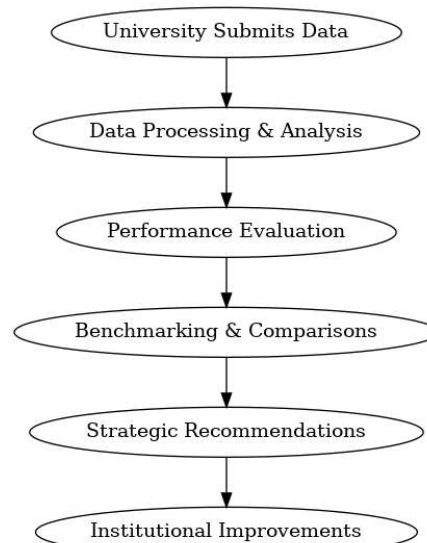 University Submits Data
Data Processing & Analysis
Performance Evaluation
Benchmarking & Comparisons
Strategic Recommendations
Institutional Improvements